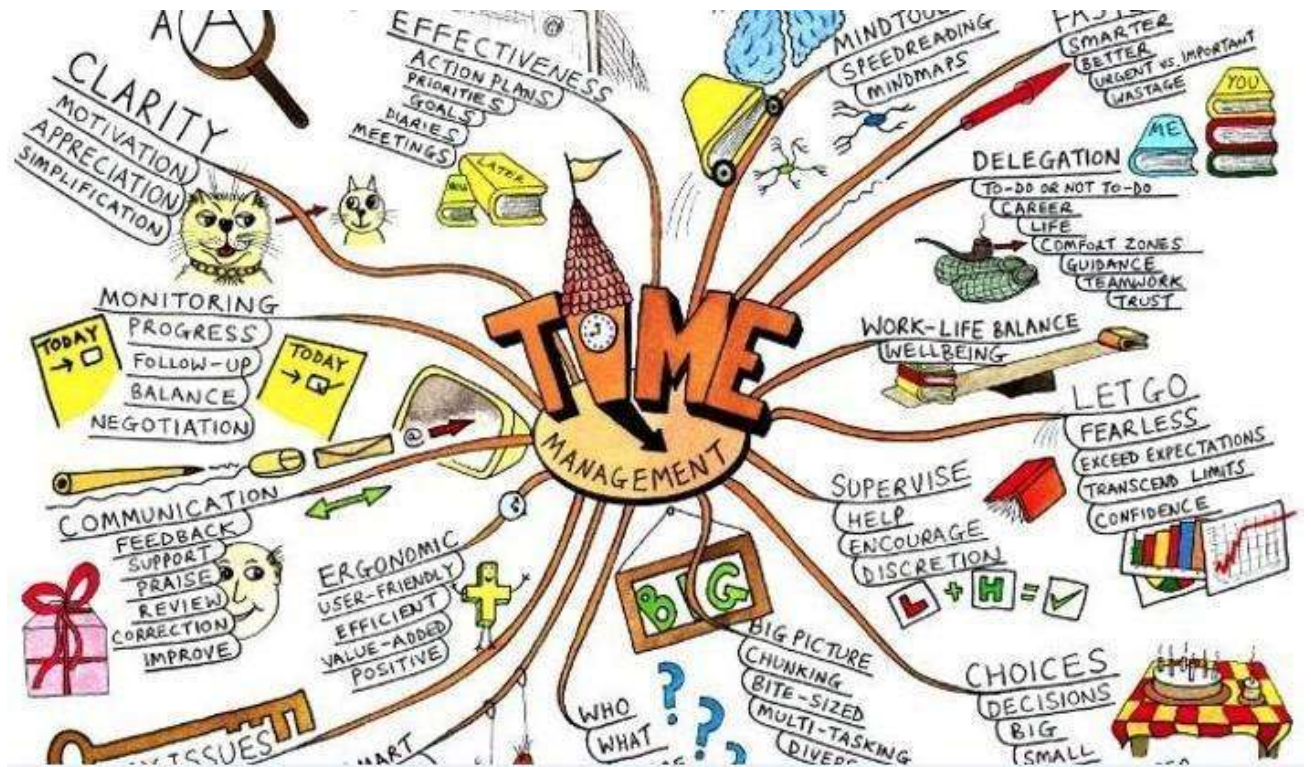 A
A
CLARITY
MOTIVATION
APPRECIATION
SIMPLIFICATION
EFFECTIVENESS
ACTION PLANS
PRIORITIES
GOALS
DIARIES
MEETINGS
LATER
SPEEDREADING
MINDMAPS
SMARTER
BETTER
URGENT VS. IMPORTANT
WASTAGE
YOU
ME
DELEGATION
TO-DO OR NOT TO-DO
CAREER
LIFE
COMFORT ZONES
GUIDANCE
TEAMWORK
TRUST
MONITORING
PROGRESS
FOLLOW-UP
BALANCE
NEGOTIATION
TODAY
TODAY
TIME
MANAGEMENT
WORK-LIFE BALANCE
WELLBEING
LET GO
FEARLESS
EXCEED EXPECTATIONS
TRANSCEND LIMITS
CONFIDENCE
@
COMMUNICATION
FEEDBACK
SUPPORT
PRAISE
REVIEW
CORRECTION
IMPROVE
ERGONOMIC
USER-FRIENDLY
EFFICIENT
VALUE-ADDED
POSITIVE
SUPERVISE
HELP
ENCOURAGE
DISCRETION
L + H = ✓
BIG
BIG PICTURE
CHUNKING
BITE-SIZED
MULTI-TASKING
CHOICES
DECISIONS
BIG
SMALL
WHO
WHAT
? ? ?
ISSUES